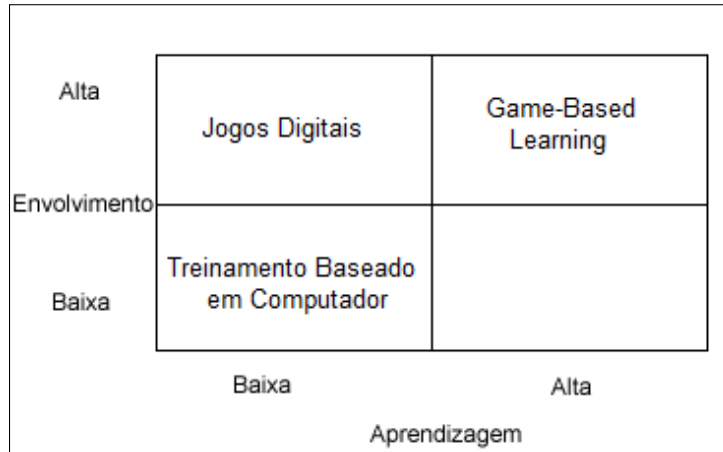 Alta
Jogos Digitais
Game-Based
Learning
Envolvimento
Treinamento Baseado
em Computador
Baixa
Baixa
Alta
Aprendizagem